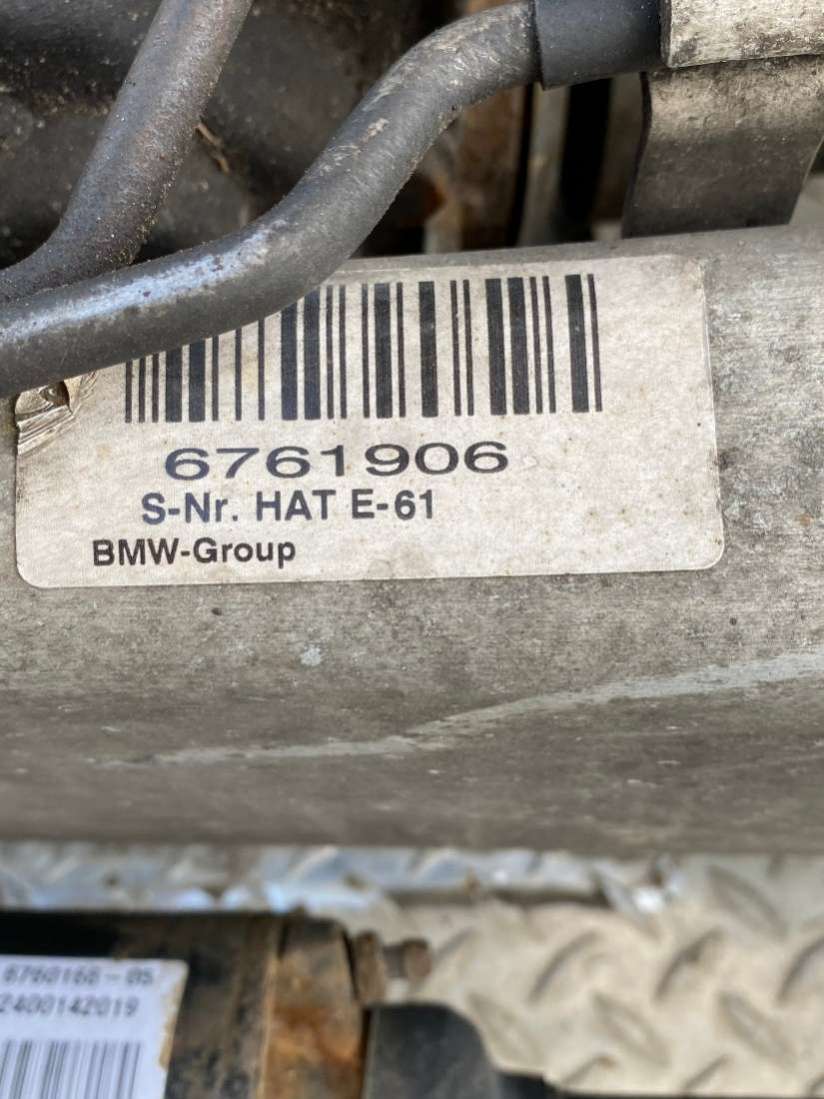 6761906
S-Nr. HAT E-61
BMW-Group
6760168-05
2400142019